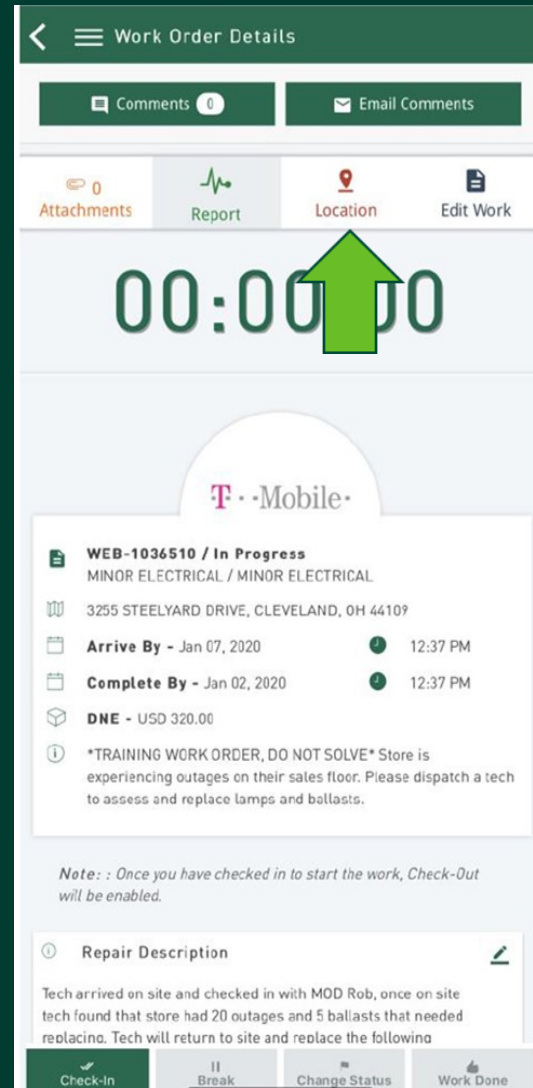 Work Order Details
Comments 0
Email Comments
0
Attachments
Report
Location
Edit Work
00:00:00
T··Mobile·
WEB-1036510 / In Progress
MINOR ELECTRICAL / MINOR ELECTRICAL
3255 STEELYARD DRIVE, CLEVELAND, OH 44109
Arrive By - Jan 07, 2020 12:37 PM
Complete By - Jan 02, 2020 12:37 PM
DNE - USD 320.00
*TRAINING WORK ORDER, DO NOT SOLVE* Store is
experiencing outages on their sales floor. Please dispatch a tech
to assess and replace lamps and ballasts.
Note: : Once you have checked in to start the work, Check-Out
will be enabled.
Repair Description
Tech arrived on site and checked in with MOD Rob, once on site
tech found that store had 20 outages and 5 ballasts that needed
replacing. Tech will return to site and replace the following
Check-In
Break
Change Status
Work Done